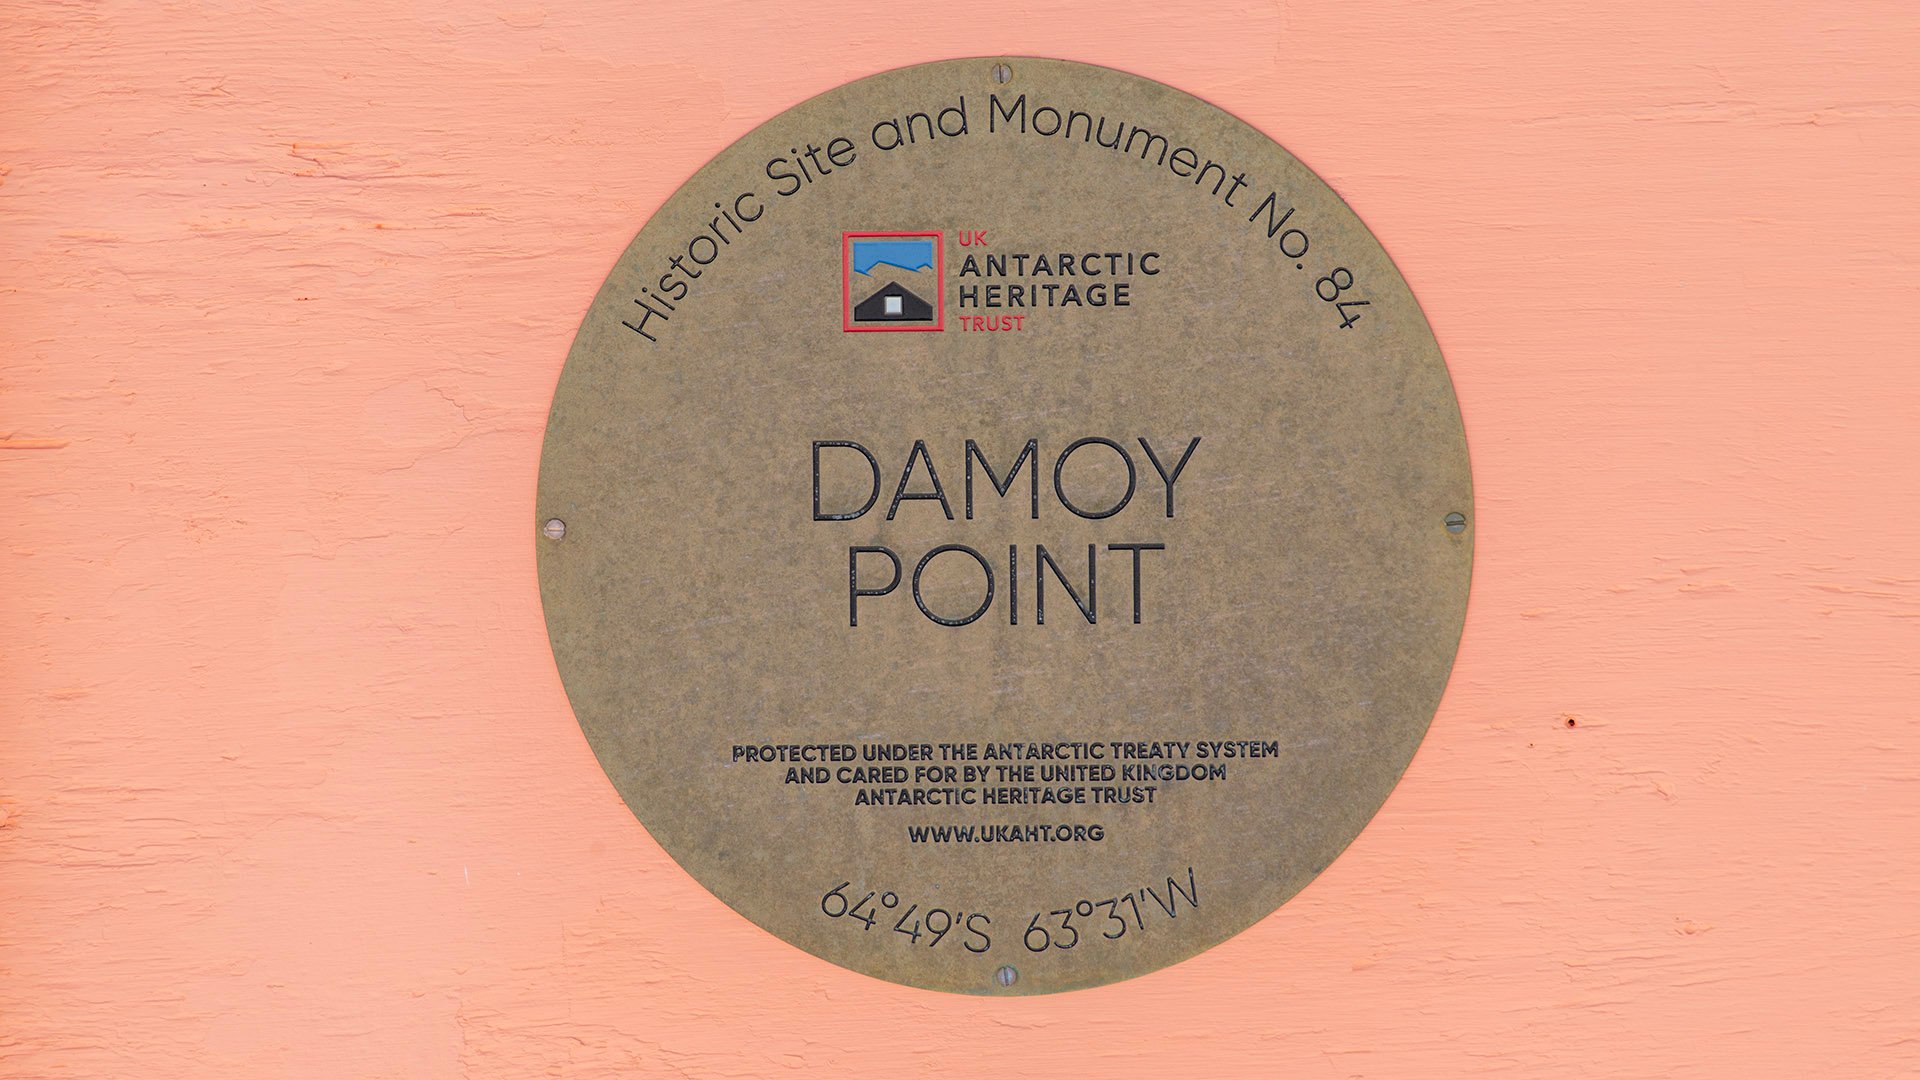 Historic Site and Monument No. 84
UK
ANTARCTIC
HERITAGE
TRUST
DAMOY
POINT
PROTECTED UNDER THE ANTARCTIC TREATY SYSTEM
AND CARED FOR BY THE UNITED KINGDOM
ANTARCTIC HERITAGE TRUST
WWW.UKAHT.ORG
64°49'S 63°31'W